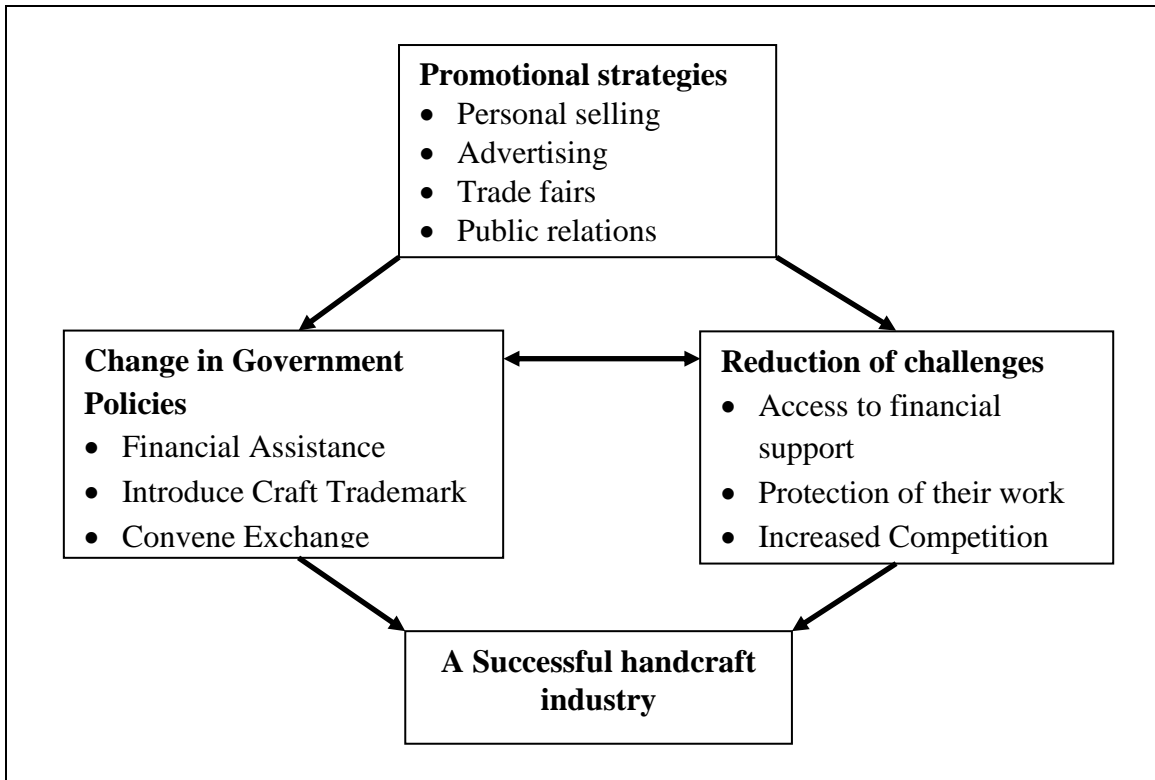 Promotional strategies
• Personal selling
• Advertising
• Trade fairs
• Public relations
Change in Government
Policies
• Financial Assistance
• Introduce Craft Trademark
• Convene Exchange
Reduction of challenges
• Access to financial
support
• Protection of their work
• Increased Competition
A Successful handcraft
industry